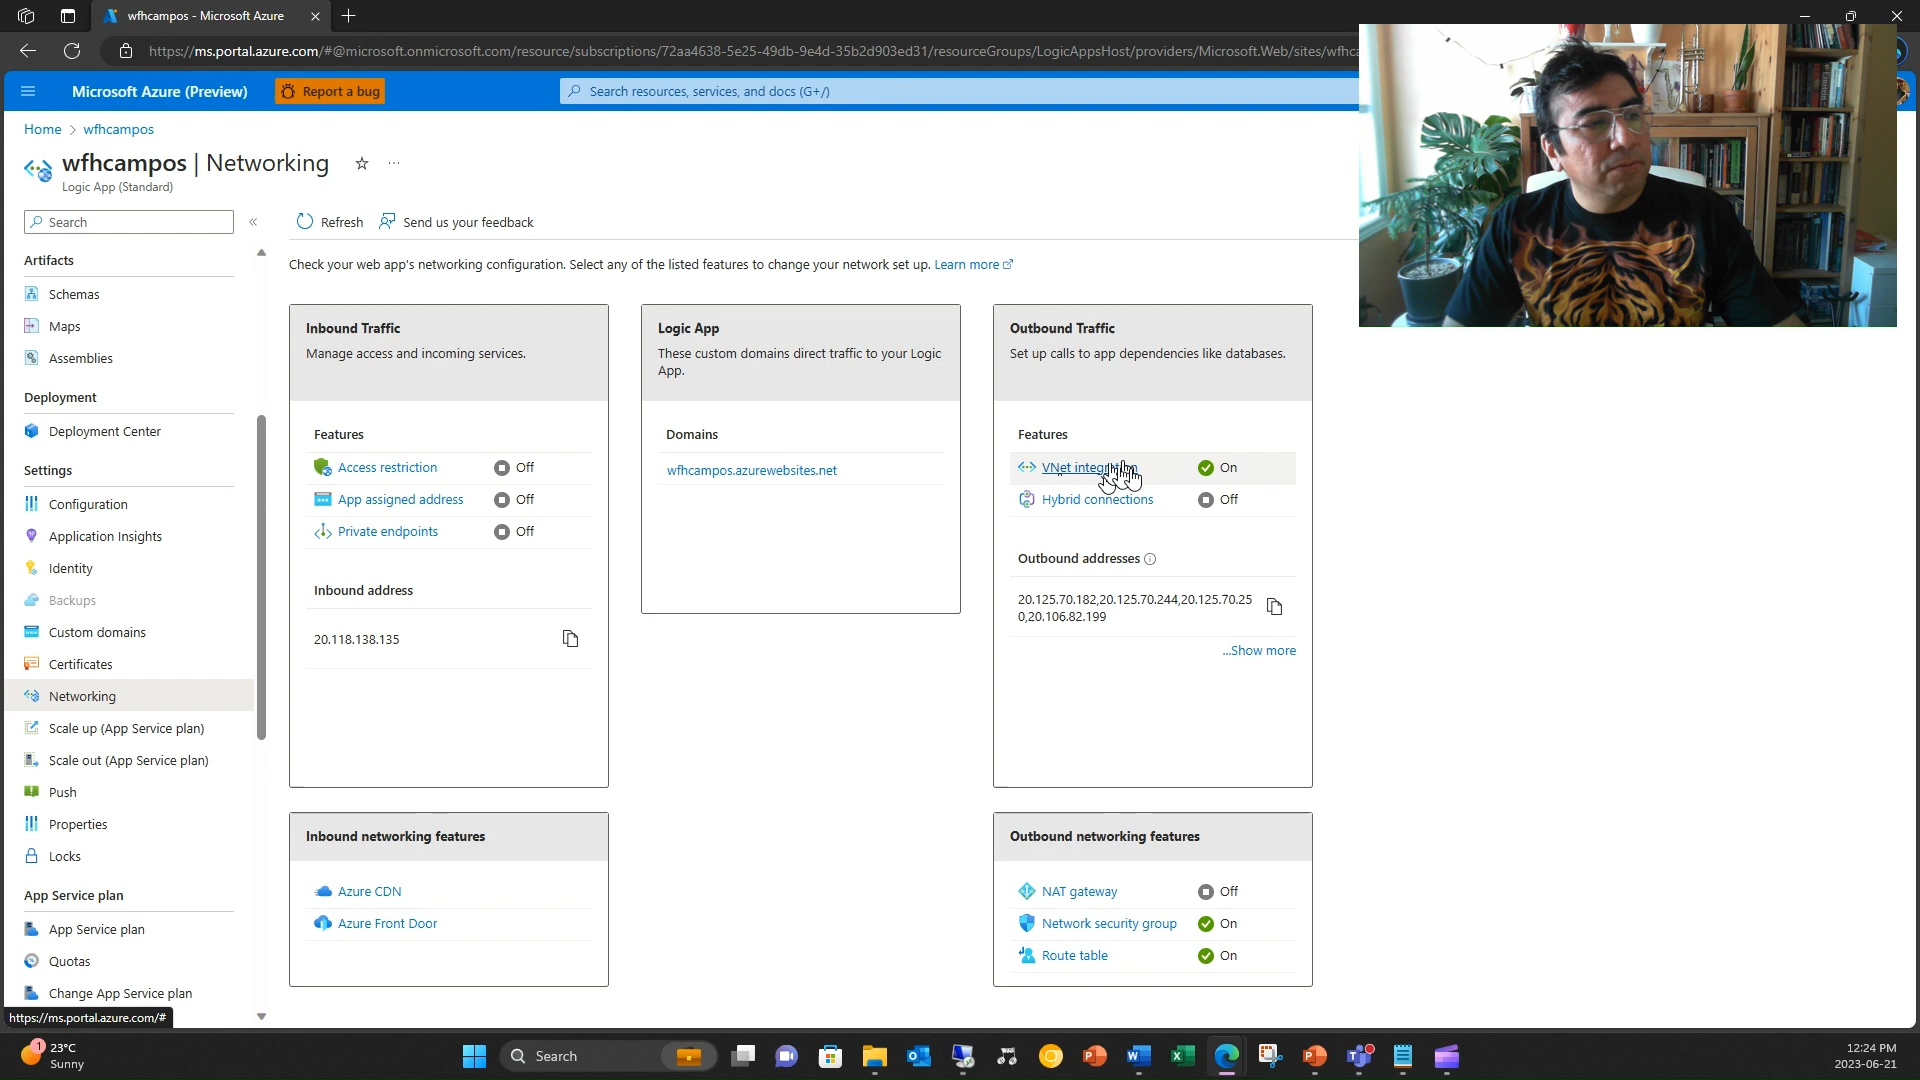 wfhcampos - Microsoft Azure
https://ms.portal.azure.com/#@microsoft.onmicrosoft.com/resource/subscriptions/72aa4638-5e25-49db-9e4d-35b2d903ed31/resourceGroups/LogicAppsHost/providers/Microsoft.Web/sites/wfhca
Microsoft Azure (Preview)
Report a bug
Search resources, services, and docs (G+/)
Home > wfhcampos
wfhcampos | Networking
Logic App (Standard)
Search
Refresh
Send us your feedback
Check your web app's networking configuration. Select any of the listed features to change your network set up. Learn more
Artifacts
Schemas
Maps
Assemblies
Deployment
Deployment Center
Settings
Configuration
Application Insights
Identity
Backups
Custom domains
Certificates
Networking
Scale up (App Service plan)
Scale out (App Service plan)
Push
Properties
Locks
App Service plan
App Service plan
Quotas
Change App Service plan
https://ms.portal.azure.com/#
Inbound Traffic
Manage access and incoming services.
Features
Access restriction Off
App assigned address Off
Private endpoints Off
Inbound address
20.118.138.135
Inbound networking features
Azure CDN
Azure Front Door
Logic App
These custom domains direct traffic to your Logic
App.
Domains
wfhcampos.azurewebsites.net
Outbound Traffic
Set up calls to app dependencies like databases.
Features
VNet integration On
Hybrid connections Off
Outbound addresses
20.125.70.182,20.125.70.244,20.125.70.25
0,20.106.82.199
...Show more
Outbound networking features
NAT gateway Off
Network security group On
Route table On
1
23°C
Sunny
Search
12:24 PM
2023-06-21